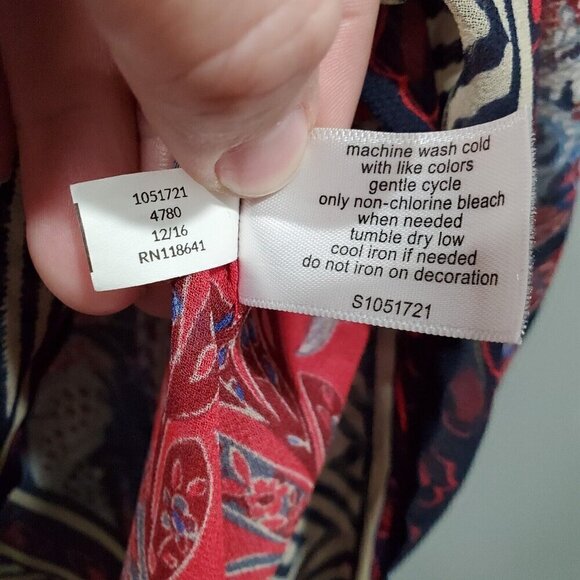 1051721
4780
12/16
RN118641
machine wash cold
with like colors
gentle cycle
only non-chlorine bleach
when needed
tumble dry low
cool iron if needed
do not iron on decoration
S1051721